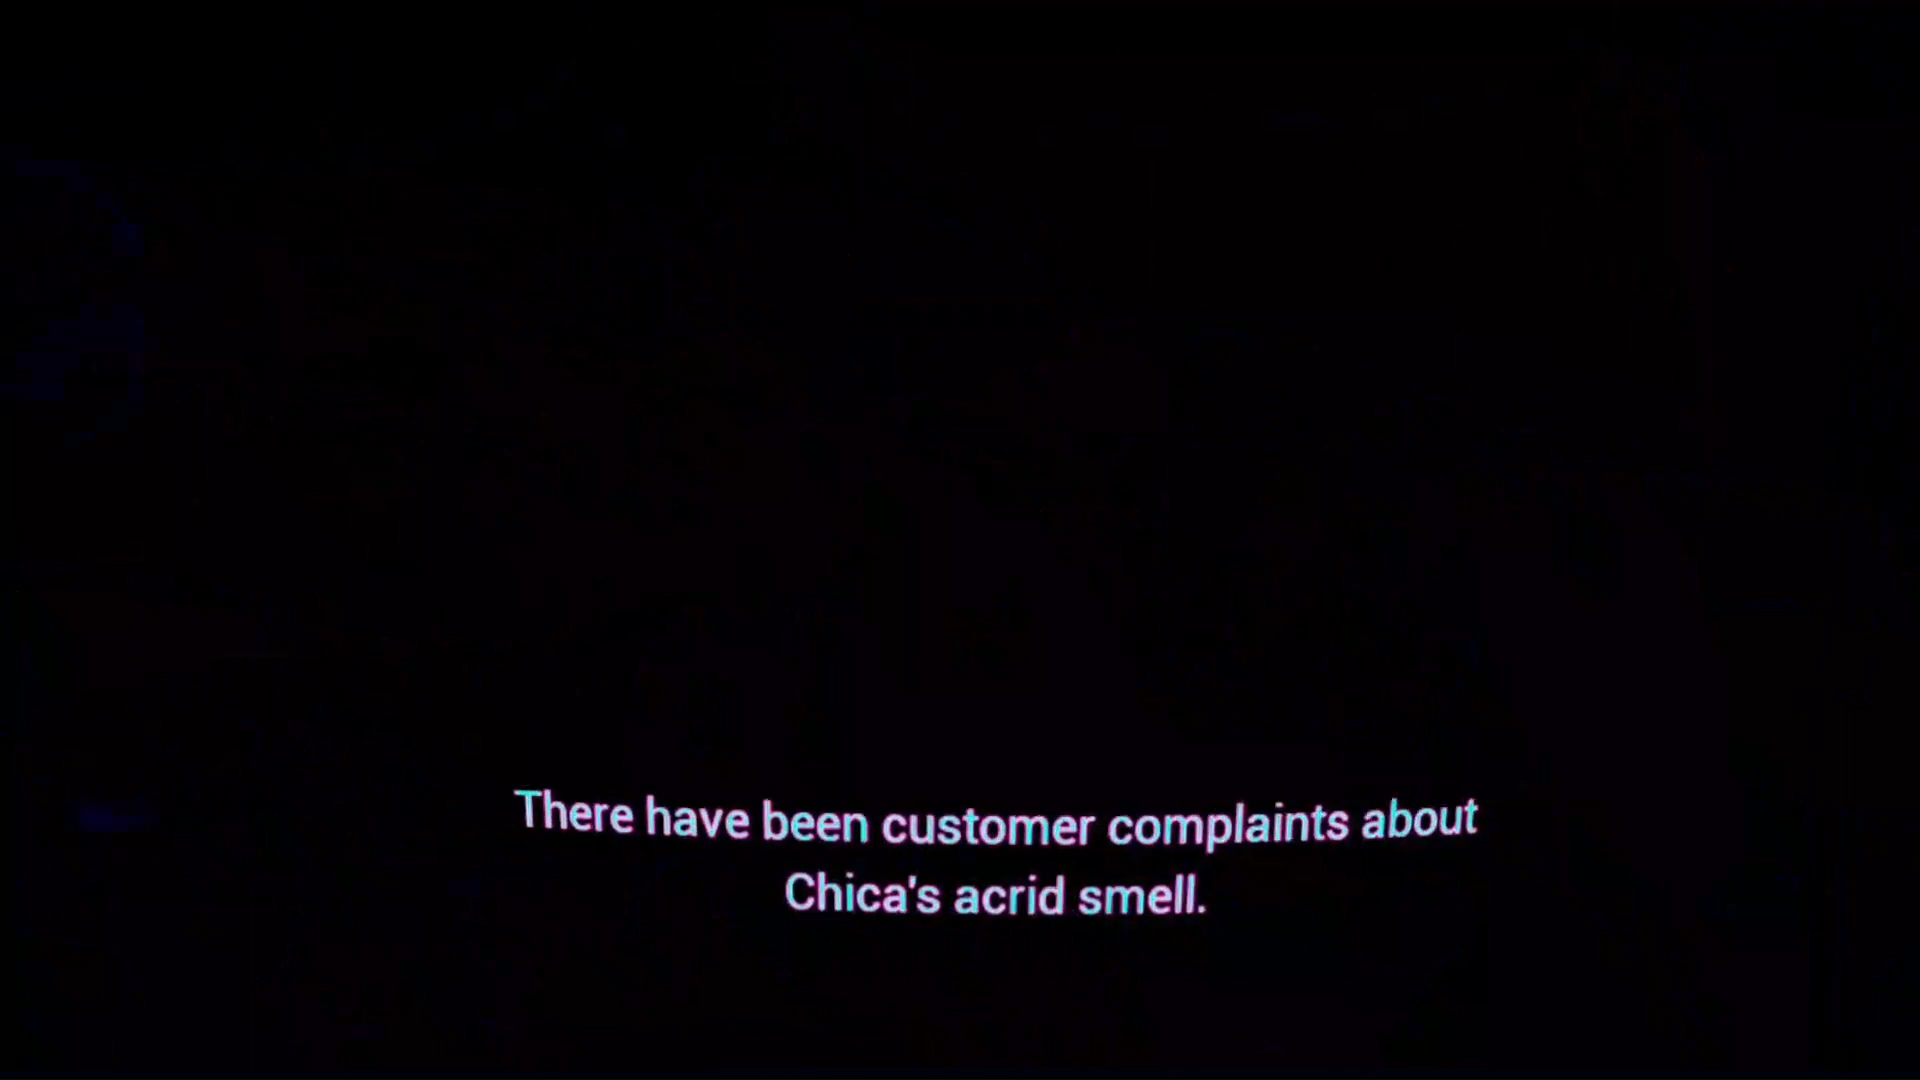 There have been customer complaints about
Chica's acrid smell.